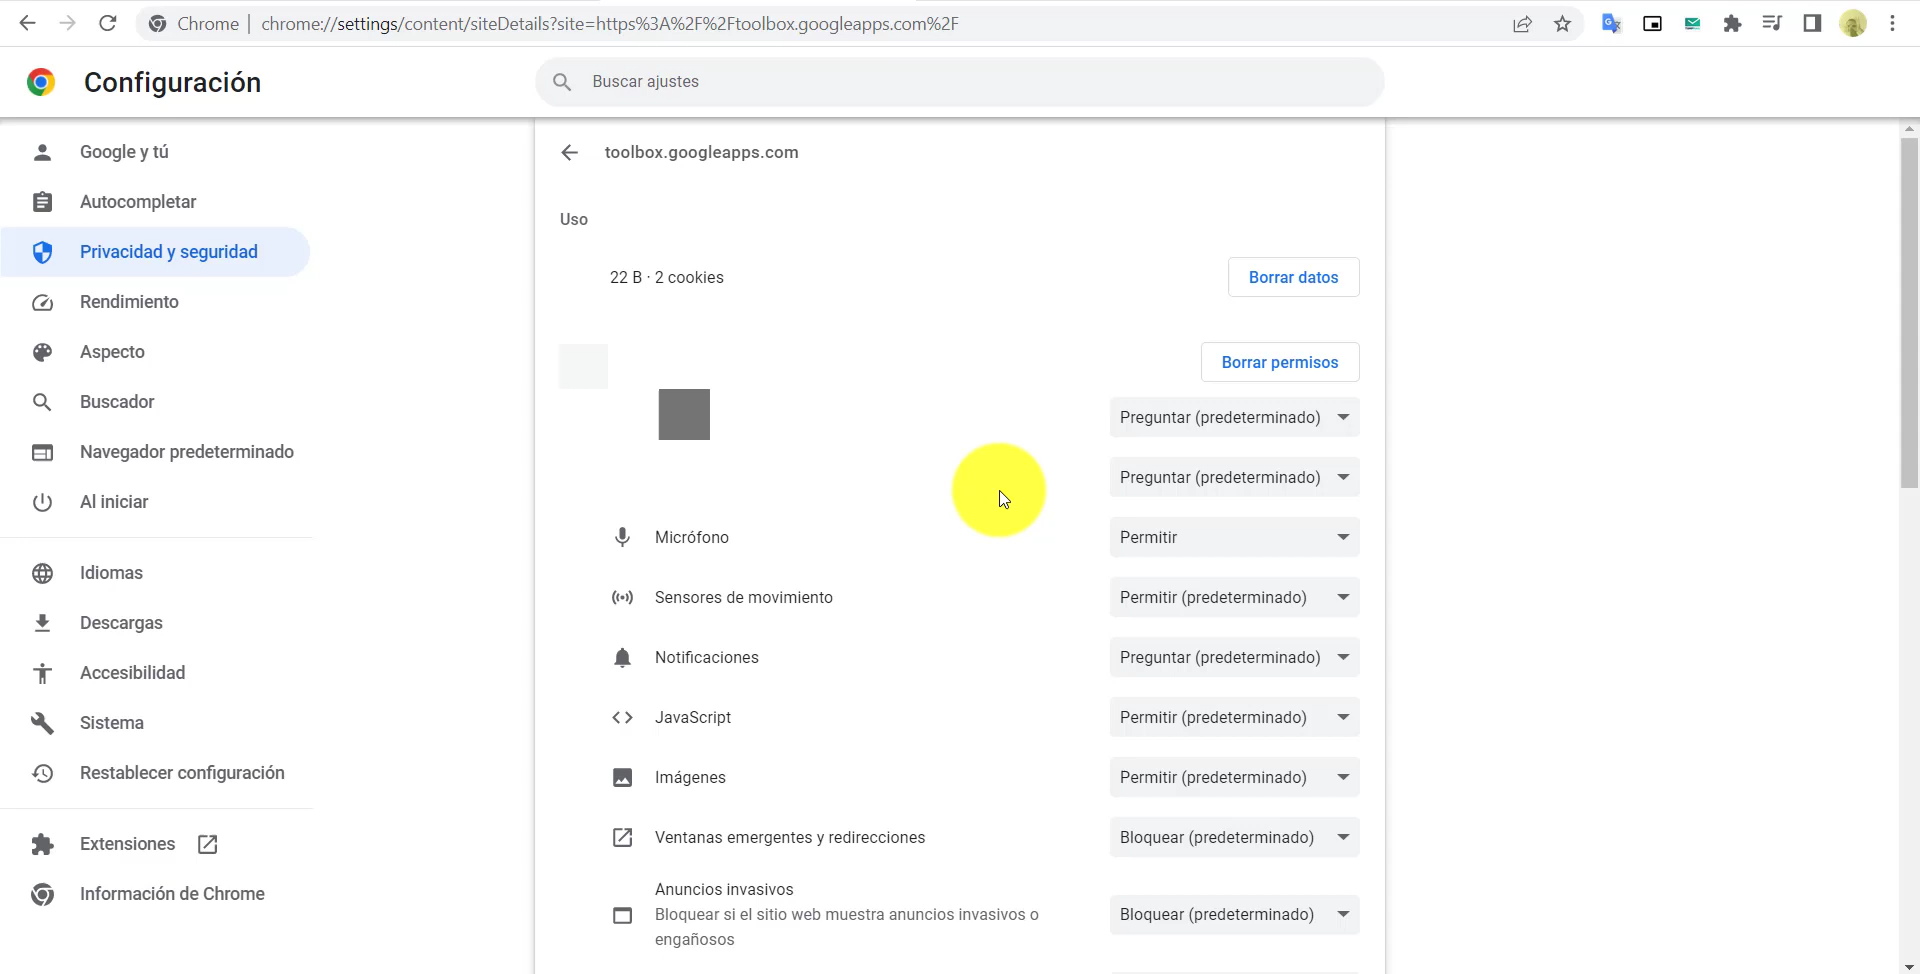 Chrome | chrome://settings/content/siteDetails?site=https%3A%2F%2Ftoolbox.googleapps.com%2F
Configuración
Buscar ajustes
Google y tú
Autocompletar
Privacidad y seguridad
Rendimiento
Aspecto
Buscador
Navegador predeterminado
Al iniciar
Idiomas
Descargas
Accesibilidad
Sistema
Restablecer configuración
Extensiones
Información de Chrome
toolbox.googleapps.com
Uso
22 B · 2 cookies
Borrar datos
Borrar permisos
Preguntar (predeterminado)
Preguntar (predeterminado)
Micrófono
Permitir
Sensores de movimiento
Permitir (predeterminado)
Notificaciones
Preguntar (predeterminado)
JavaScript
Permitir (predeterminado)
Imágenes
Permitir (predeterminado)
Ventanas emergentes y redirecciones
Bloquear (predeterminado)
Anuncios invasivos
Bloquear si el sitio web muestra anuncios invasivos o
engañosos
Bloquear (predeterminado)